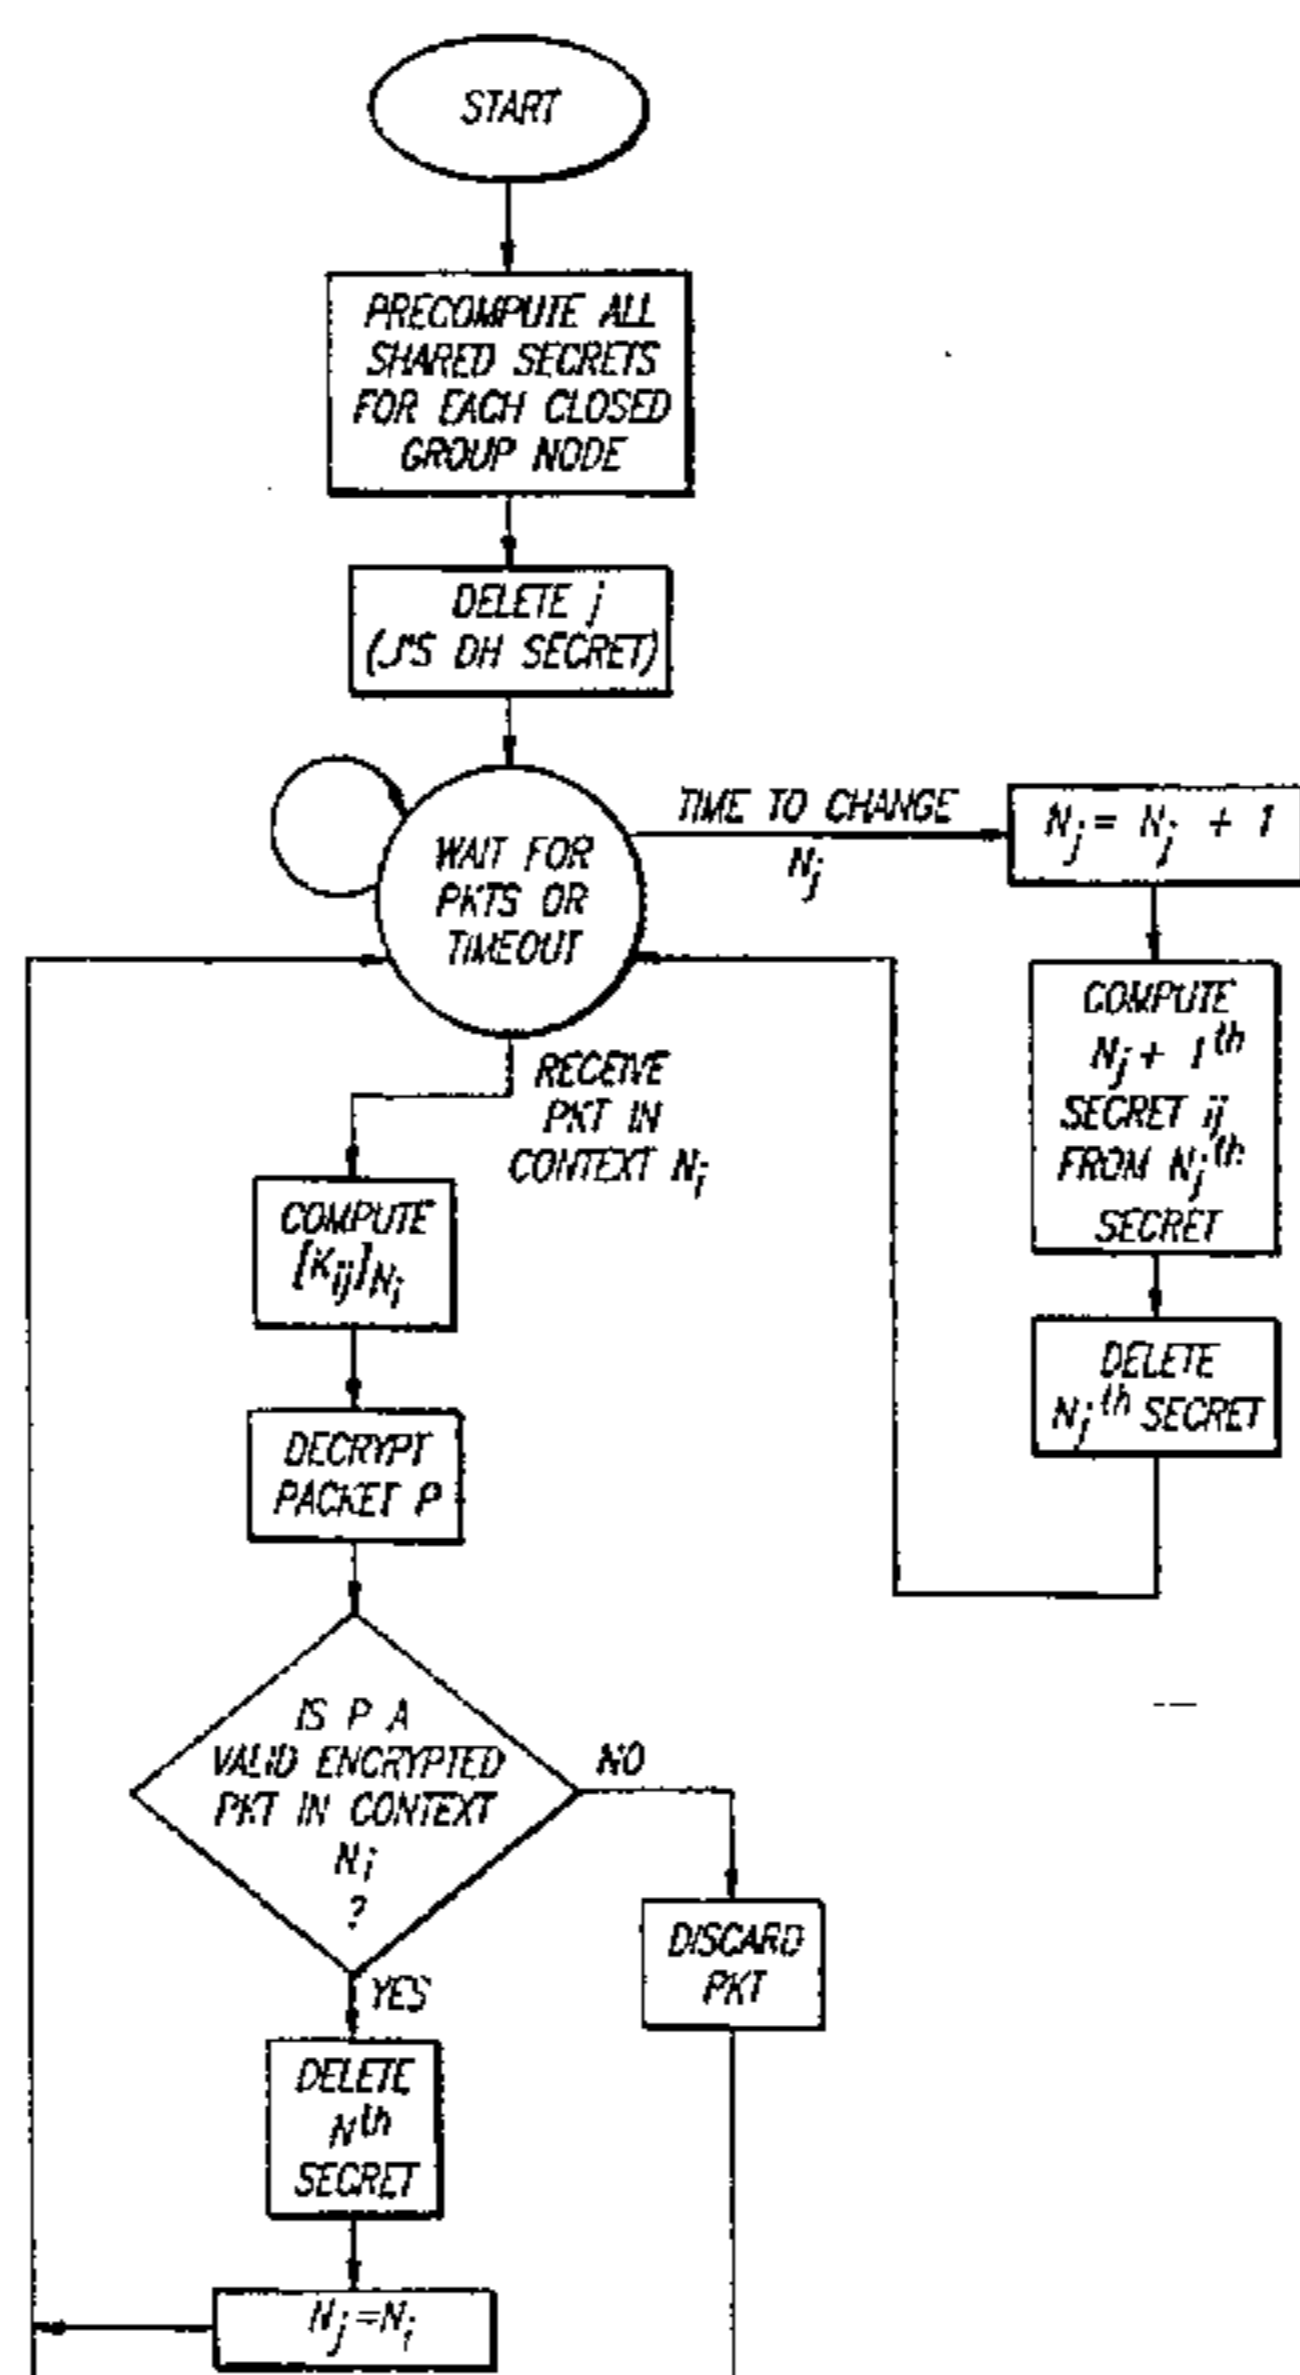 START
PRECOMPUTE ALL
SHARED SECRETS
FOR EACH CLOSED
GROUP NODE
DELETE j
(J'S DH SECRET)
WAIT FOR
PKTS OR
TIMEOUT
TIME TO CHANGE
Nj
Nj = Nj + 1
COMPUTE
Nj + 1th
SECRET ij
FROM Njth
SECRET
DELETE
Njth SECRET
RECEIVE
PKT IN
CONTEXT Ni
COMPUTE
[Kij]Ni
DECRYPT
PACKET P
IS P A
VALID ENCRYPTED
PKT IN CONTEXT
Ni
?
NO
DISCARD
PKT
YES
DELETE
Nth
SECRET
Nj=Ni